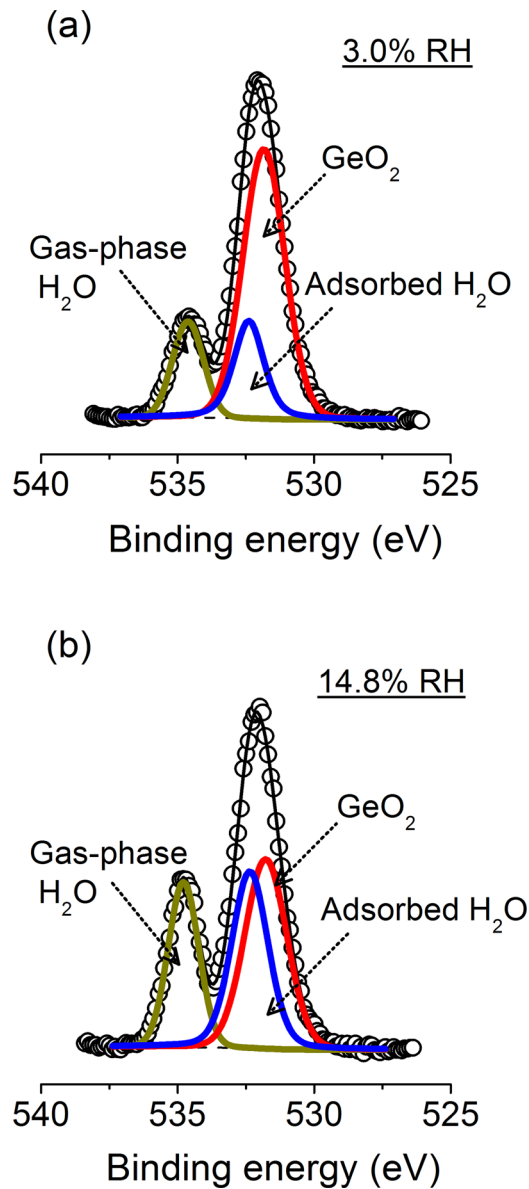 (a)
3.0% RH
GeO₂
Gas-phase
H₂O
Adsorbed H₂O
540 535 530 525
Binding energy (eV)
(b)
14.8% RH
GeO₂
Gas-phase
H₂O
Adsorbed H₂O
540 535 530 525
Binding energy (eV)